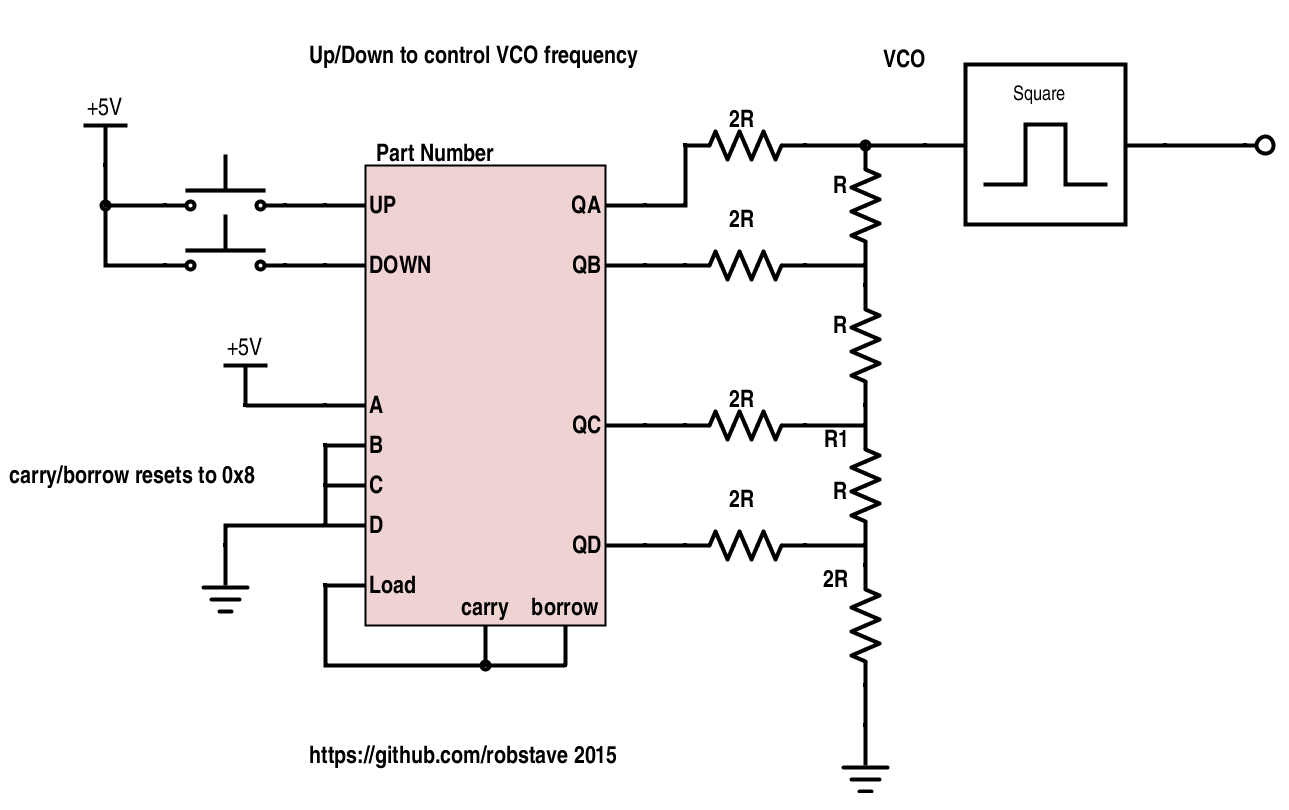 Up/Down to control VCO frequency
VCO
Square
+5V
2R
Part Number
R
UP
QA
2R
DOWN
QB
R
+5V
2R
A
QC
R1
B
carry/borrow resets to 0x8
C
R
2R
D
QD
2R
Load
carry
borrow
https://github.com/robstave 2015